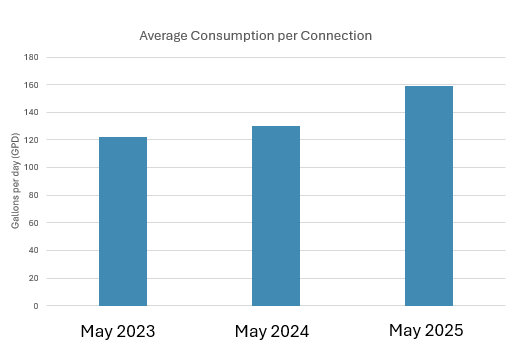 Average Consumption per Connection
Gallons per day (GPD)
180
160
140
120
100
80
60
40
20
0
May 2023
May 2024
May 2025